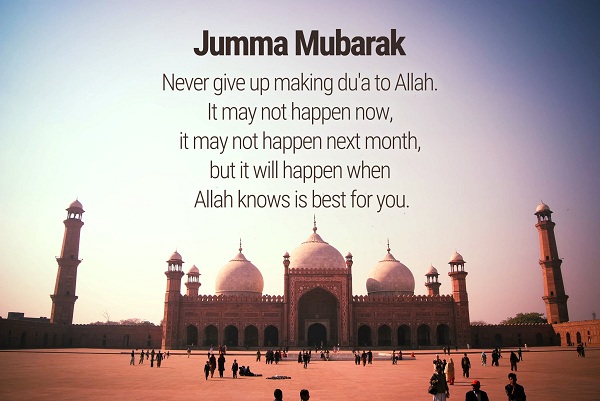 Jumma Mubarak
Never give up making du'a to Allah.
It may not happen now,
it may not happen next month,
but it will happen when
Allah knows is best for you.